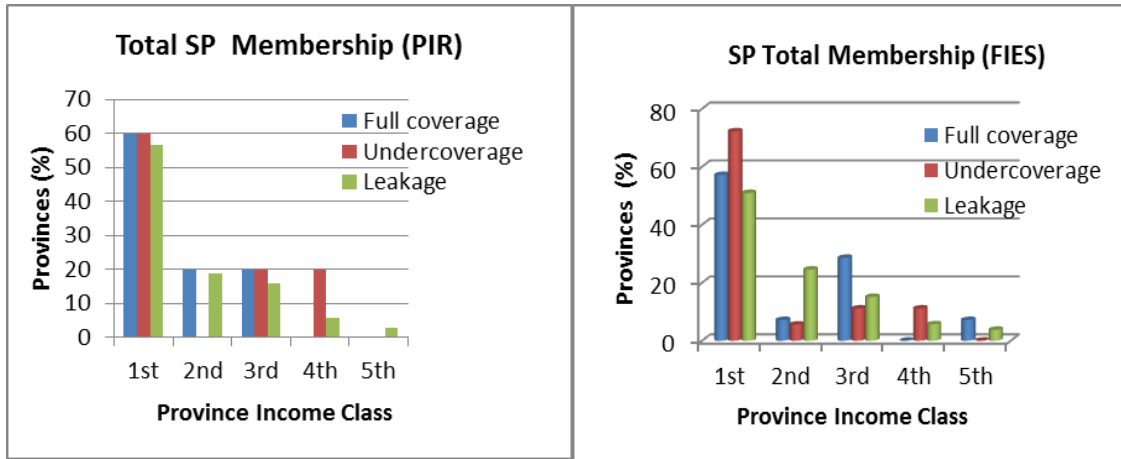 Total SP Membership (PIR)
70
60
50
40
30
20
10
0
Provinces (%)
Full coverage
Undercoverage
Leakage
1st 2nd 3rd 4th 5th
Province Income Class
SP Total Membership (FIES)
80
60
40
20
0
Provinces (%)
Full coverage
Undercoverage
Leakage
1st 2nd 3rd 4th 5th
Province Income Class